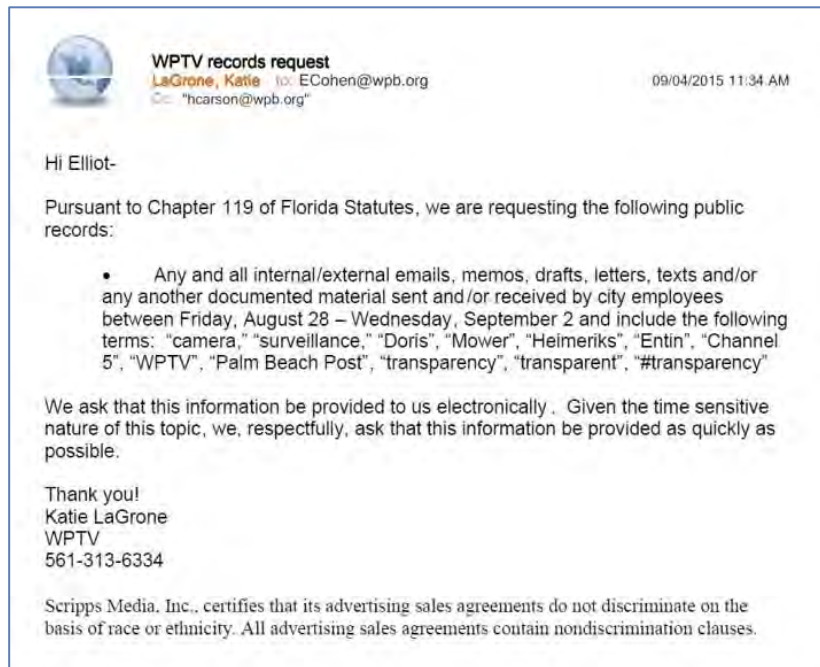 WPTV records request
LaGrone, Katie to: ECohen@wpb.org 09/04/2015 11:34 AM
Cc: "hcarson@wpb.org"
Hi Elliot-
Pursuant to Chapter 119 of Florida Statutes, we are requesting the following public
records:
• Any and all internal/external emails, memos, drafts, letters, texts and/or
any another documented material sent and/or received by city employees
between Friday, August 28 – Wednesday, September 2 and include the following
terms: “camera,” “surveillance,” “Doris”, “Mower”, “Heimeriks”, “Entin”, “Channel
5”, “WPTV”, “Palm Beach Post”, “transparency”, “transparent”, “#transparency”
We ask that this information be provided to us electronically. Given the time sensitive
nature of this topic, we, respectfully, ask that this information be provided as quickly as
possible.
Thank you!
Katie LaGrone
WPTV
561-313-6334
Scripps Media, Inc., certifies that its advertising sales agreements do not discriminate on the
basis of race or ethnicity. All advertising sales agreements contain nondiscrimination clauses.